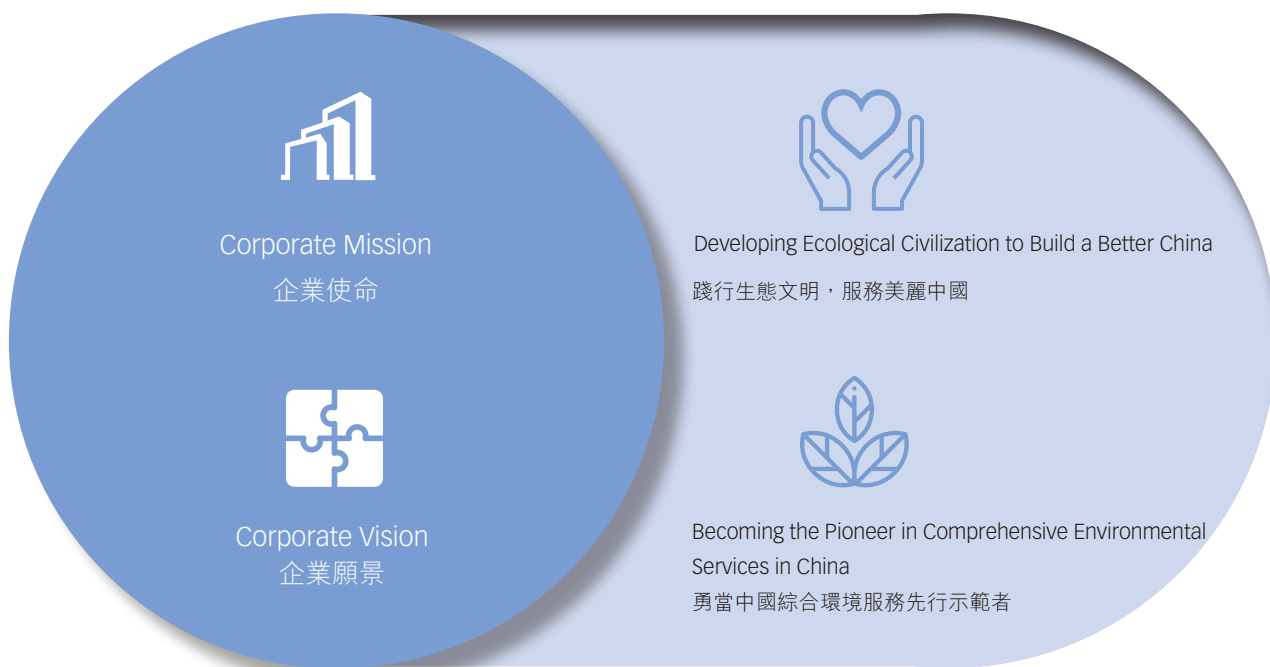 Corporate Mission
企業使命
Developing Ecological Civilization to Build a Better China
踐行生態文明，服務美麗中國
Corporate Vision
企業願景
Becoming the Pioneer in Comprehensive Environmental
Services in China
勇當中國綜合環境服務先行示範者